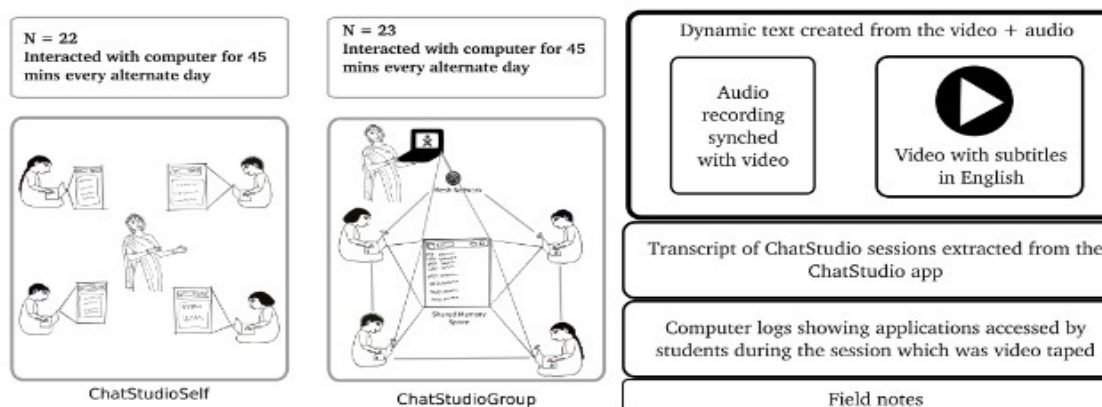 N = 22
Interacted with computer for 45
mins every alternate day
N = 23
Interacted with computer for 45
mins every alternate day
Mesh Network
Shared Memory
Space
ChatStudioSelf
ChatStudioGroup
Dynamic text created from the video + audio
Audio
recording
synched
with video
Video with subtitles
in English
Transcript of ChatStudio sessions extracted from the
ChatStudio app
Computer logs showing applications accessed by
students during the session which was video taped
Field notes